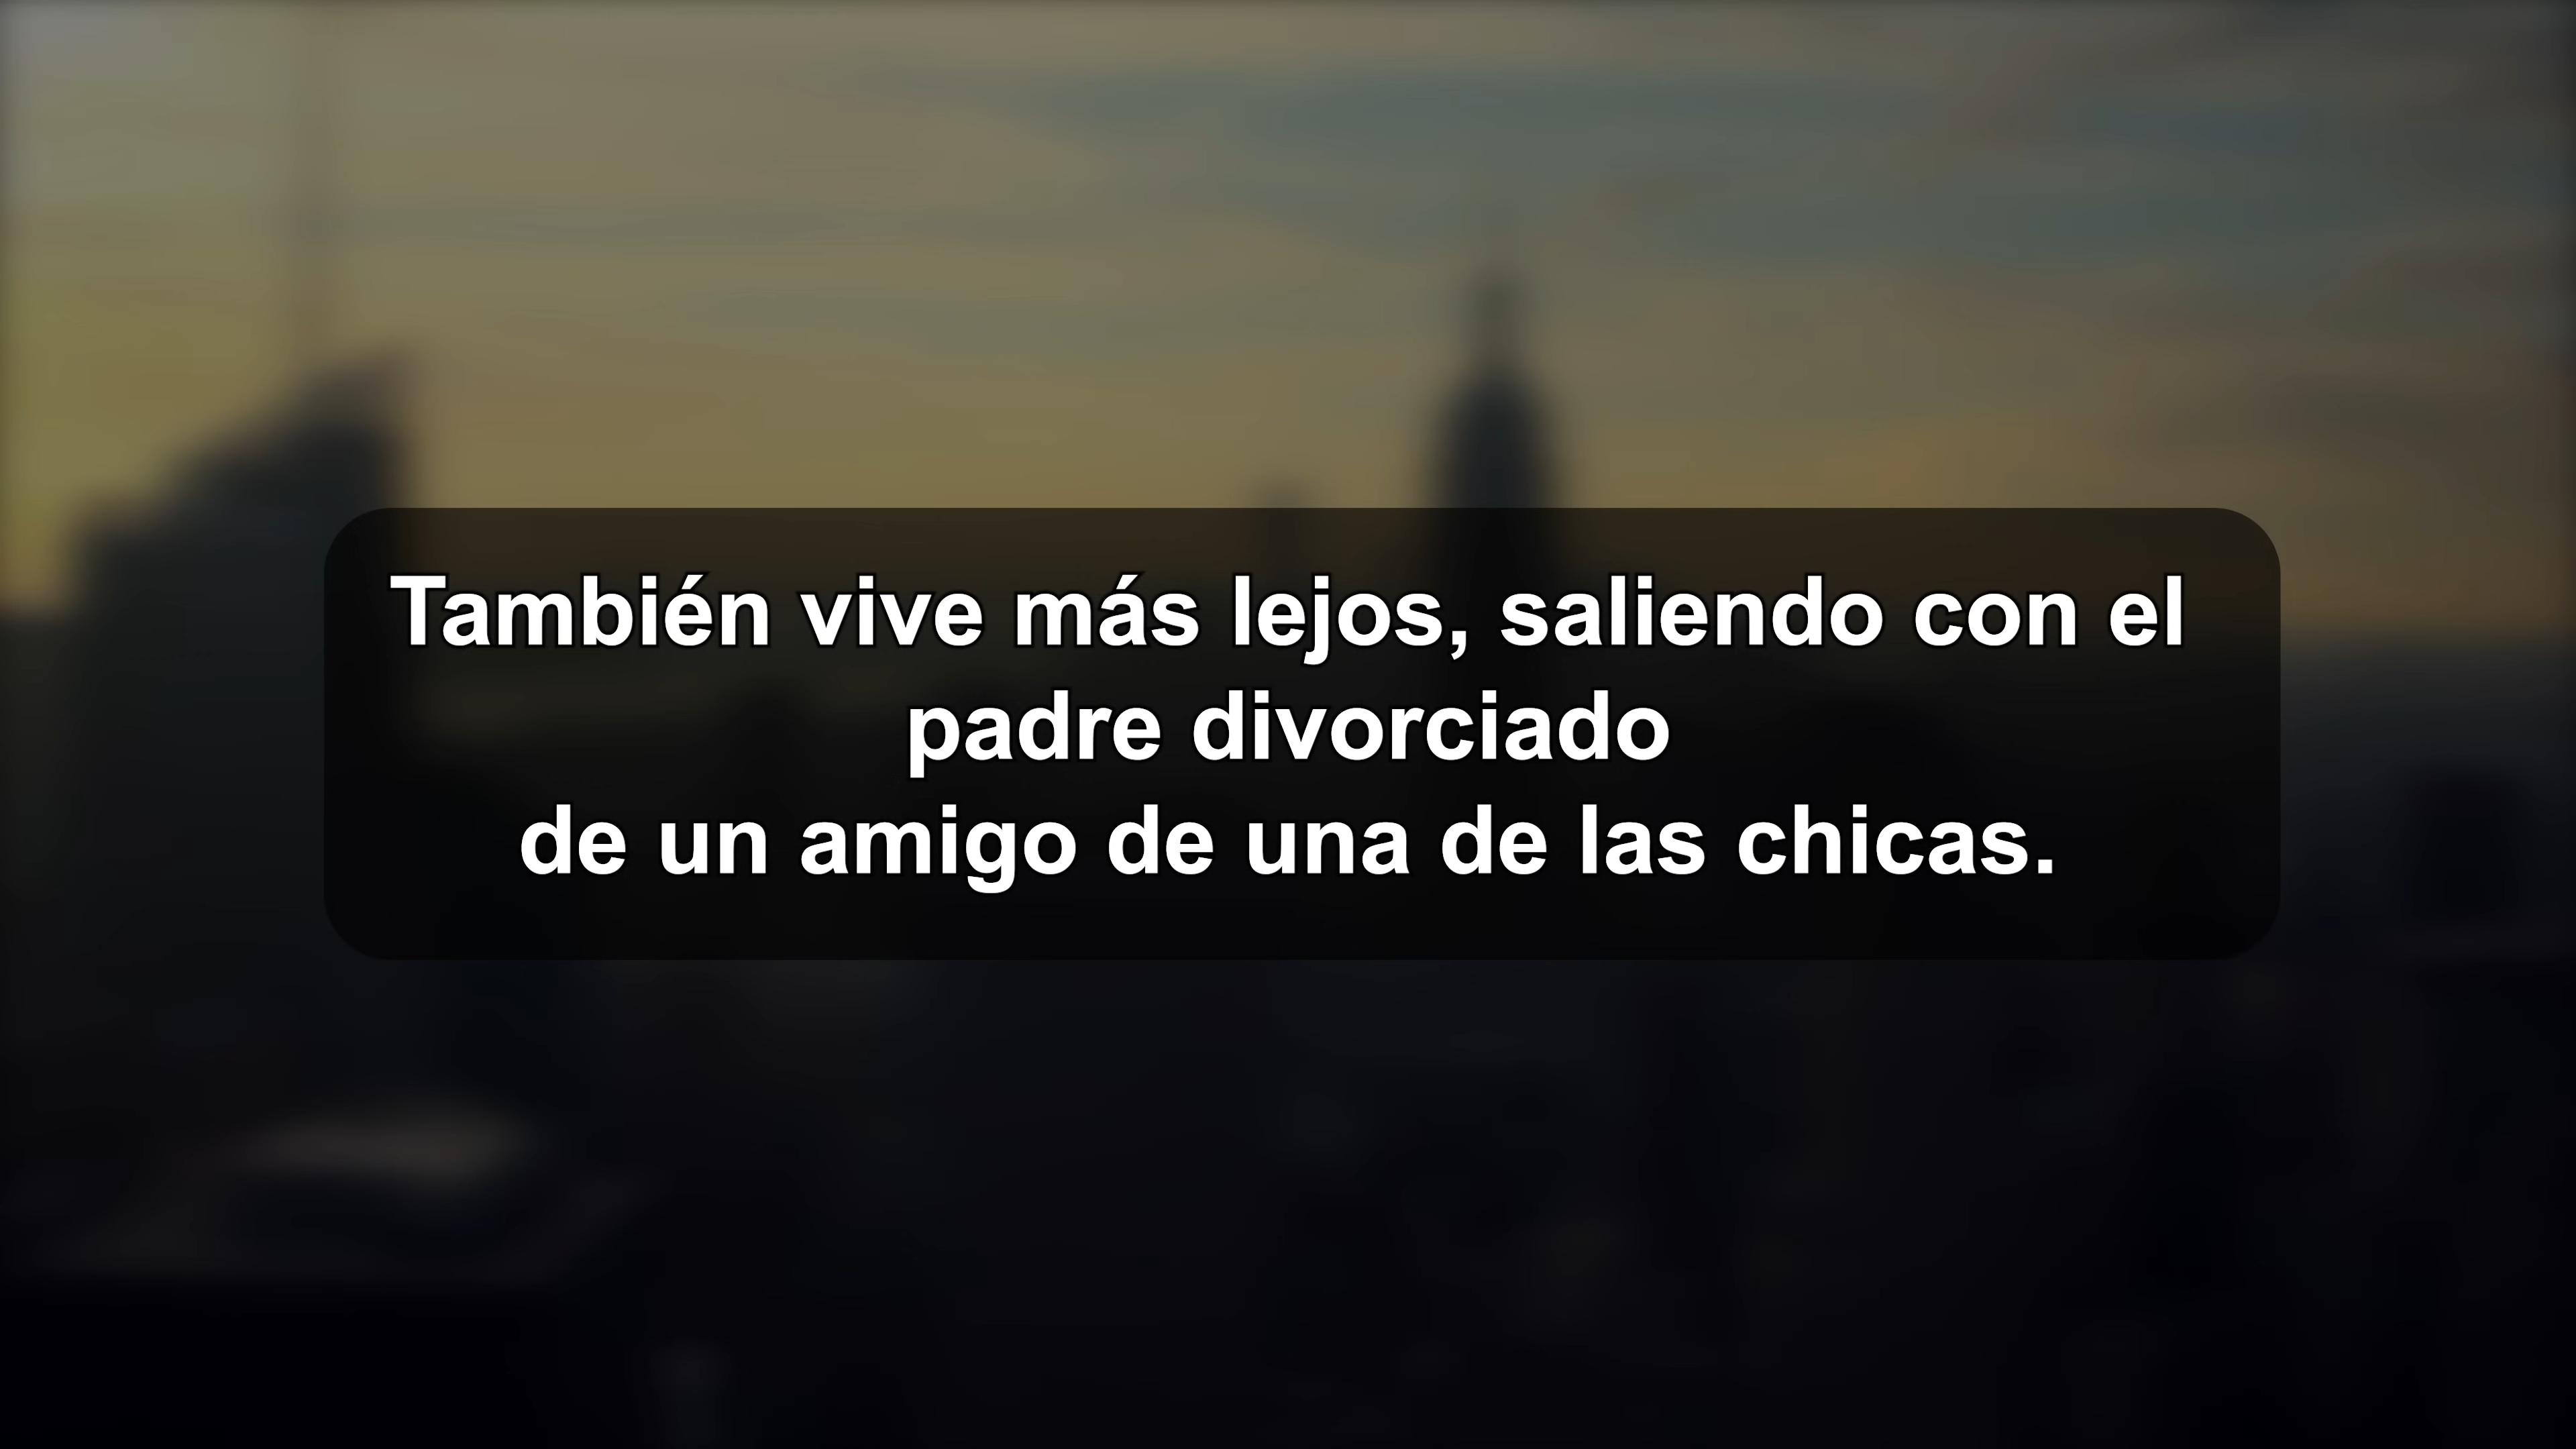 También vive más lejos, saliendo con el
padre divorciado
de un amigo de una de las chicas.